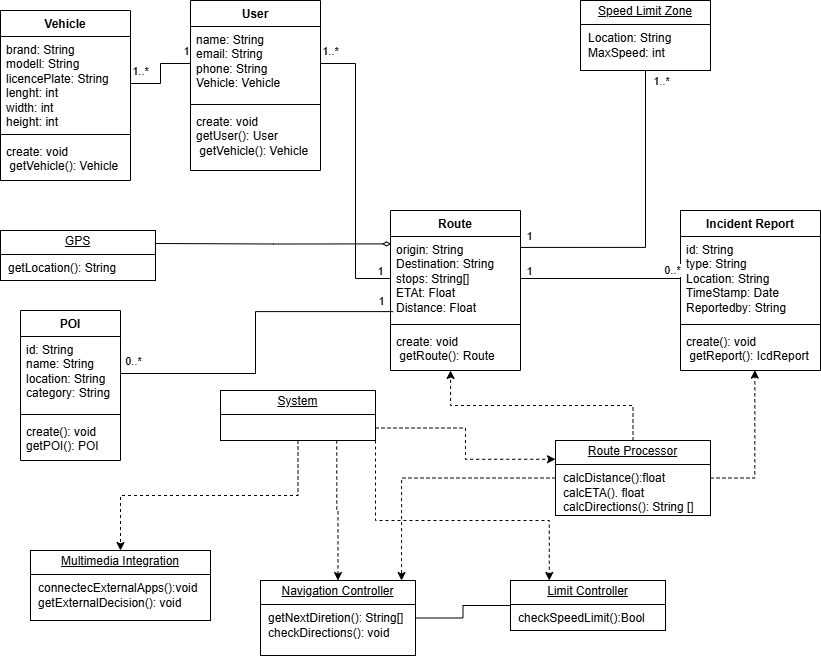 Vehicle
brand: String
modell: String
licencePlate: String
lenght: int
width: int
height: int
create: void
getVehicle(): Vehicle
1..*
1
User
name: String
email: String
phone: String
Vehicle: Vehicle
create: void
getUser(): User
getVehicle(): Vehicle
1..*
Speed Limit Zone
Location: String
MaxSpeed: int
1..*
GPS
getLocation(): String
Route
origin: String
Destination: String
stops: String[]
ETAt: Float
Distance: Float
create: void
getRoute(): Route
1
1
1
1
0..*
Incident Report
id: String
type: String
Location: String
TimeStamp: Date
Reportedby: String
create(): void
getReport(): IcdReport
POI
id: String
name: String
location: String
category: String
create(): void
getPOI(): POI
0..*
System
Route Processor
calcDistance():float
calcETA(). float
calcDirections(): String []
Multimedia Integration
connectecExternalApps():void
getExternalDecision(): void
Navigation Controller
getNextDiretion(): String[]
checkDirections(): void
Limit Controller
checkSpeedLimit():Bool